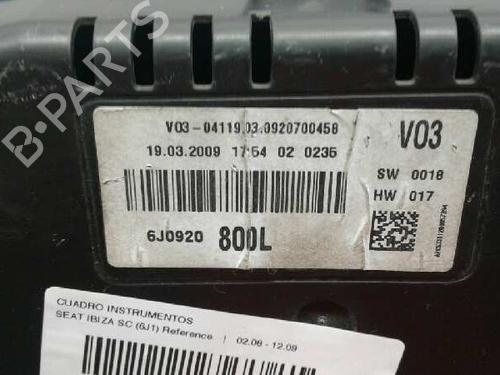 V03-04119.03.0920700458
V03
19.03.2009 17:54 02 0235
SW 0018
HW 017
6J0920 800L
CUADRO INSTRUMENTOS
SEAT IBIZA SC (6J1) Reference | 02.08 - 12.09